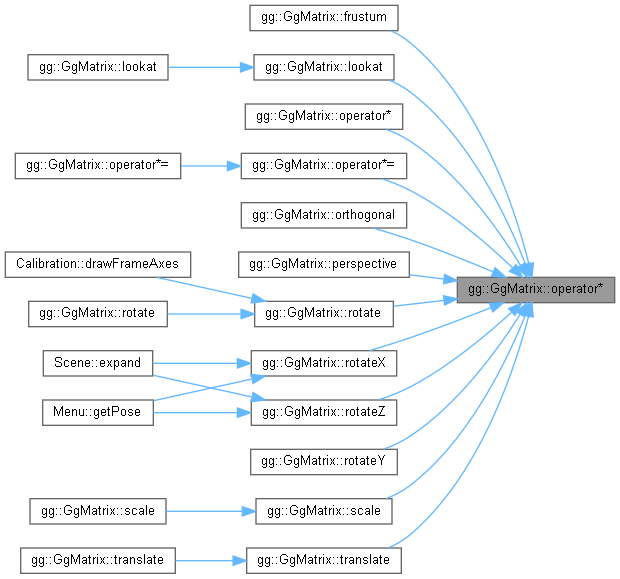 gg::GgMatrix::frustum
gg::GgMatrix::lookat
gg::GgMatrix::lookat
gg::GgMatrix::operator*
gg::GgMatrix::operator*=
gg::GgMatrix::operator*=
gg::GgMatrix::orthogonal
Calibration::drawFrameAxes
gg::GgMatrix::perspective
gg::GgMatrix::operator*
gg::GgMatrix::rotate
gg::GgMatrix::rotate
Scene::expand
gg::GgMatrix::rotateX
Menu::getPose
gg::GgMatrix::rotateZ
gg::GgMatrix::rotateY
gg::GgMatrix::scale
gg::GgMatrix::scale
gg::GgMatrix::translate
gg::GgMatrix::translate